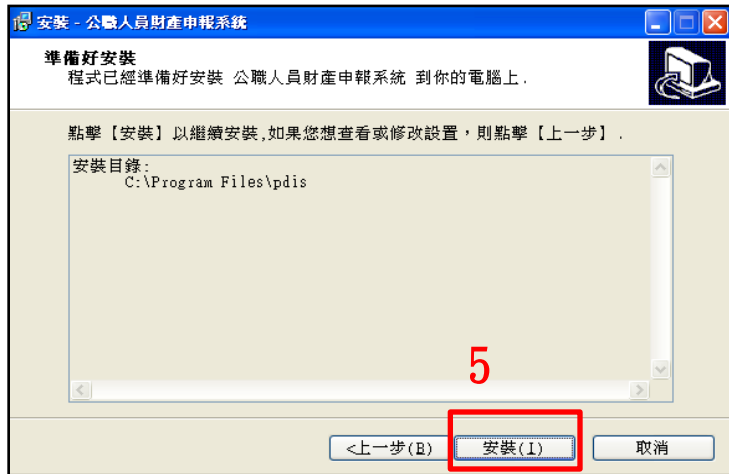 安裝 - 公職人員財產申報系統
準備好安裝
程式已經準備好安裝 公職人員財產申報系統 到你的電腦上.
點擊【安裝】以繼續安裝,如果您想查看或修改設置，則點擊【上一步】.
安裝目錄:
C:\Program Files\pdis
5
<上一步(B) 安裝(I) 取消